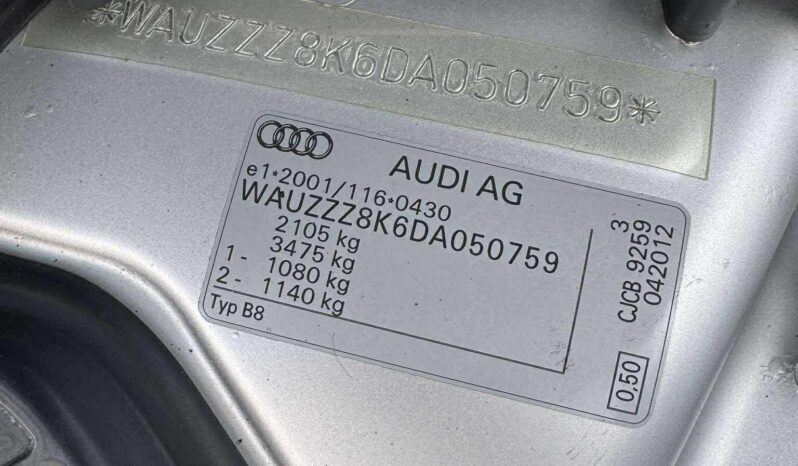 *WAUZZZ8K6DA050759*
AUDI AG
e1*2001/116*0430
WAUZZZ8K6DA050759
2105 kg
3475 kg
1- 1080 kg
2- 1140 kg
Typ B8
3
CJCB 9259
042012
0,50